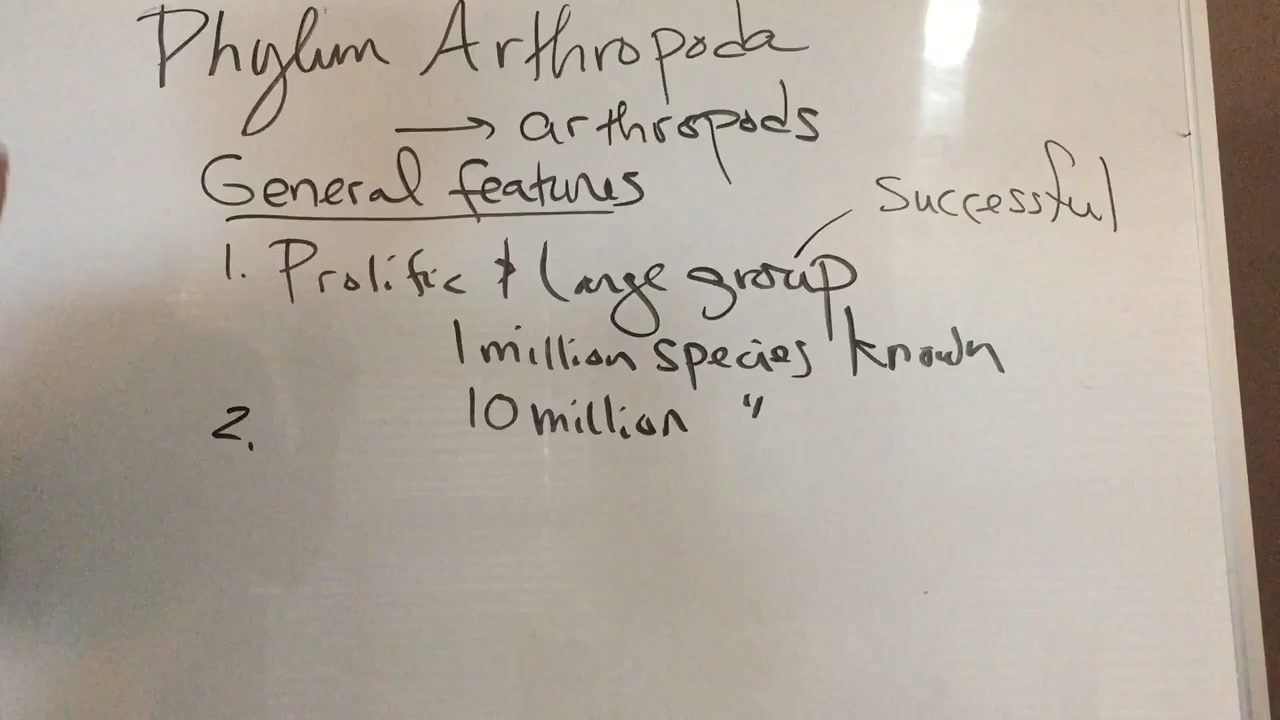 Phylum Arthropoda
→ arthropods
General features
Successful
1. Prolific & large group
1 million species known
10 million "
2.